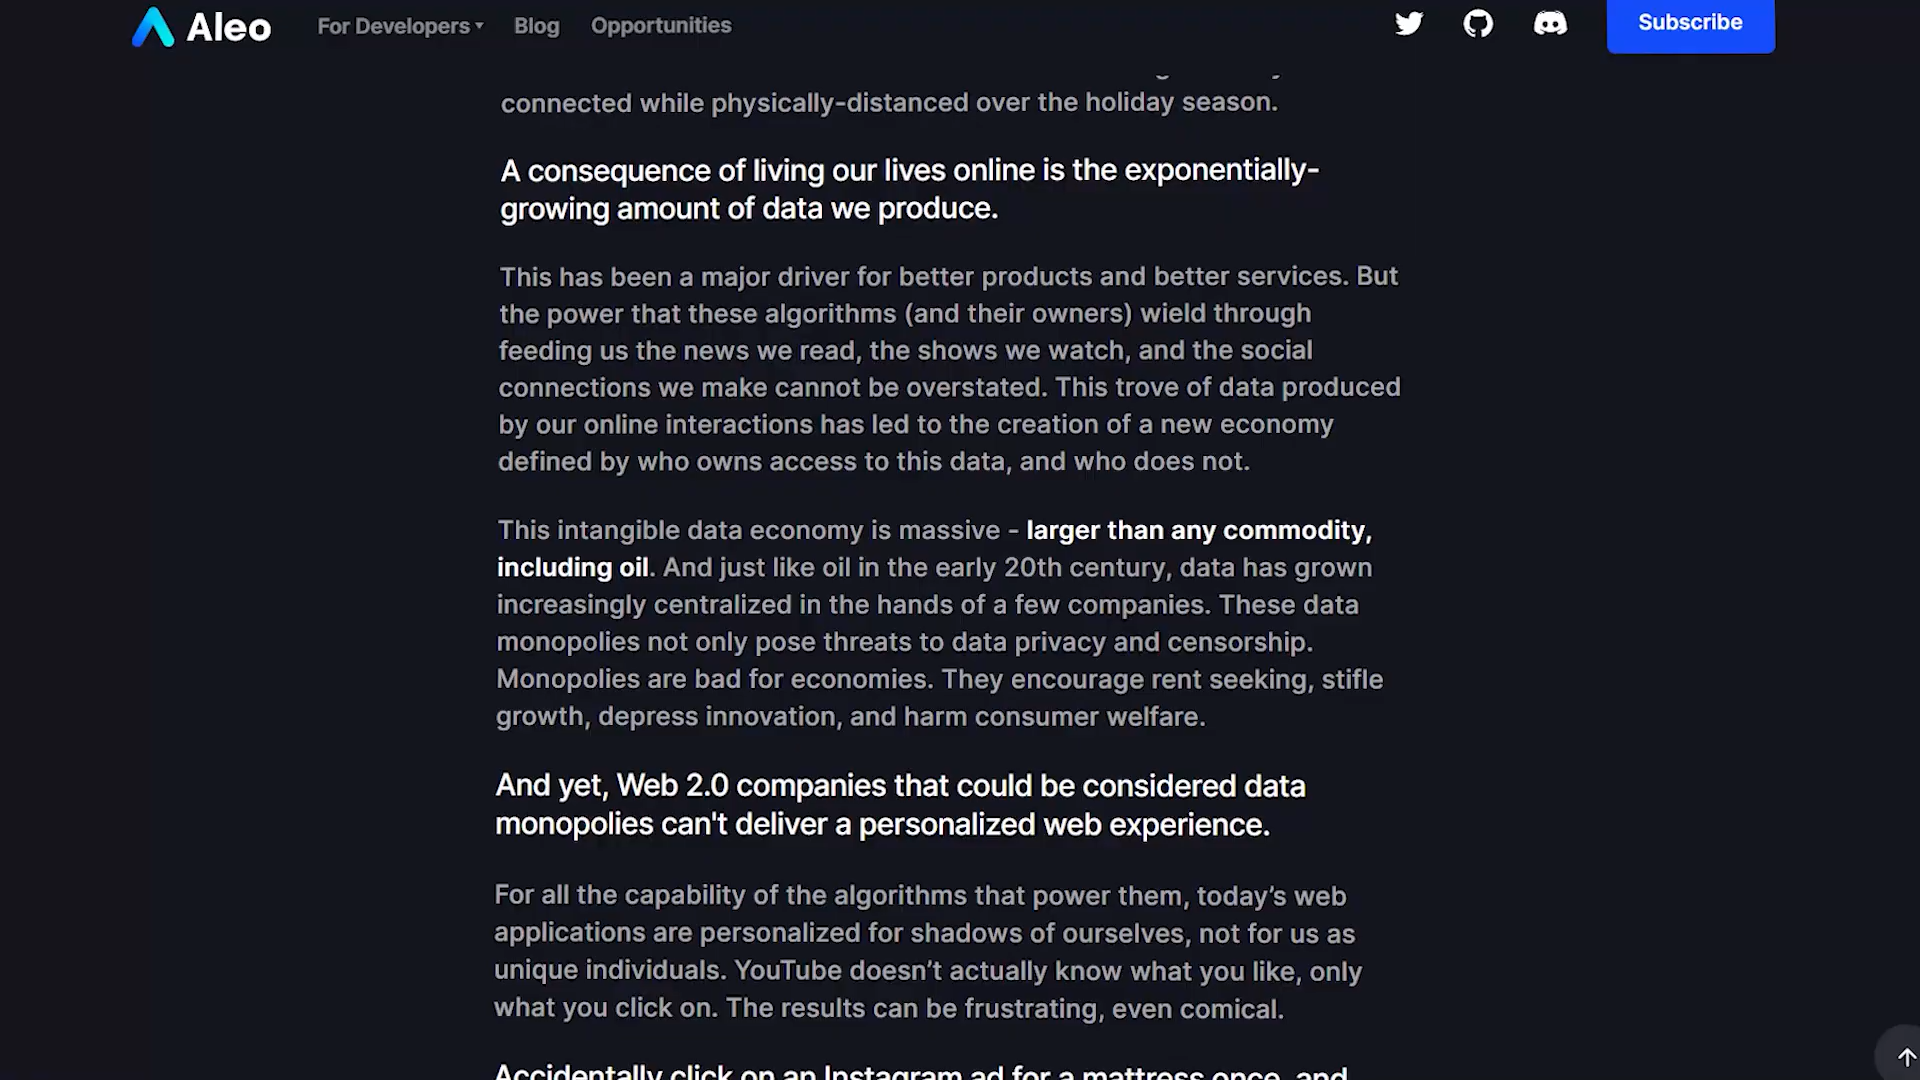 Aleo
For Developers
Blog
Opportunities
Subscribe
connected while physically-distanced over the holiday season.
A consequence of living our lives online is the exponentially-
growing amount of data we produce.
This has been a major driver for better products and better services. But
the power that these algorithms (and their owners) wield through
feeding us the news we read, the shows we watch, and the social
connections we make cannot be overstated. This trove of data produced
by our online interactions has led to the creation of a new economy
defined by who owns access to this data, and who does not.
This intangible data economy is massive - larger than any commodity,
including oil. And just like oil in the early 20th century, data has grown
increasingly centralized in the hands of a few companies. These data
monopolies not only pose threats to data privacy and censorship.
Monopolies are bad for economies. They encourage rent seeking, stifle
growth, depress innovation, and harm consumer welfare.
And yet, Web 2.0 companies that could be considered data
monopolies can't deliver a personalized web experience.
For all the capability of the algorithms that power them, today’s web
applications are personalized for shadows of ourselves, not for us as
unique individuals. YouTube doesn’t actually know what you like, only
what you click on. The results can be frustrating, even comical.
Accidentally click on an Instagram ad for a mattress once, and